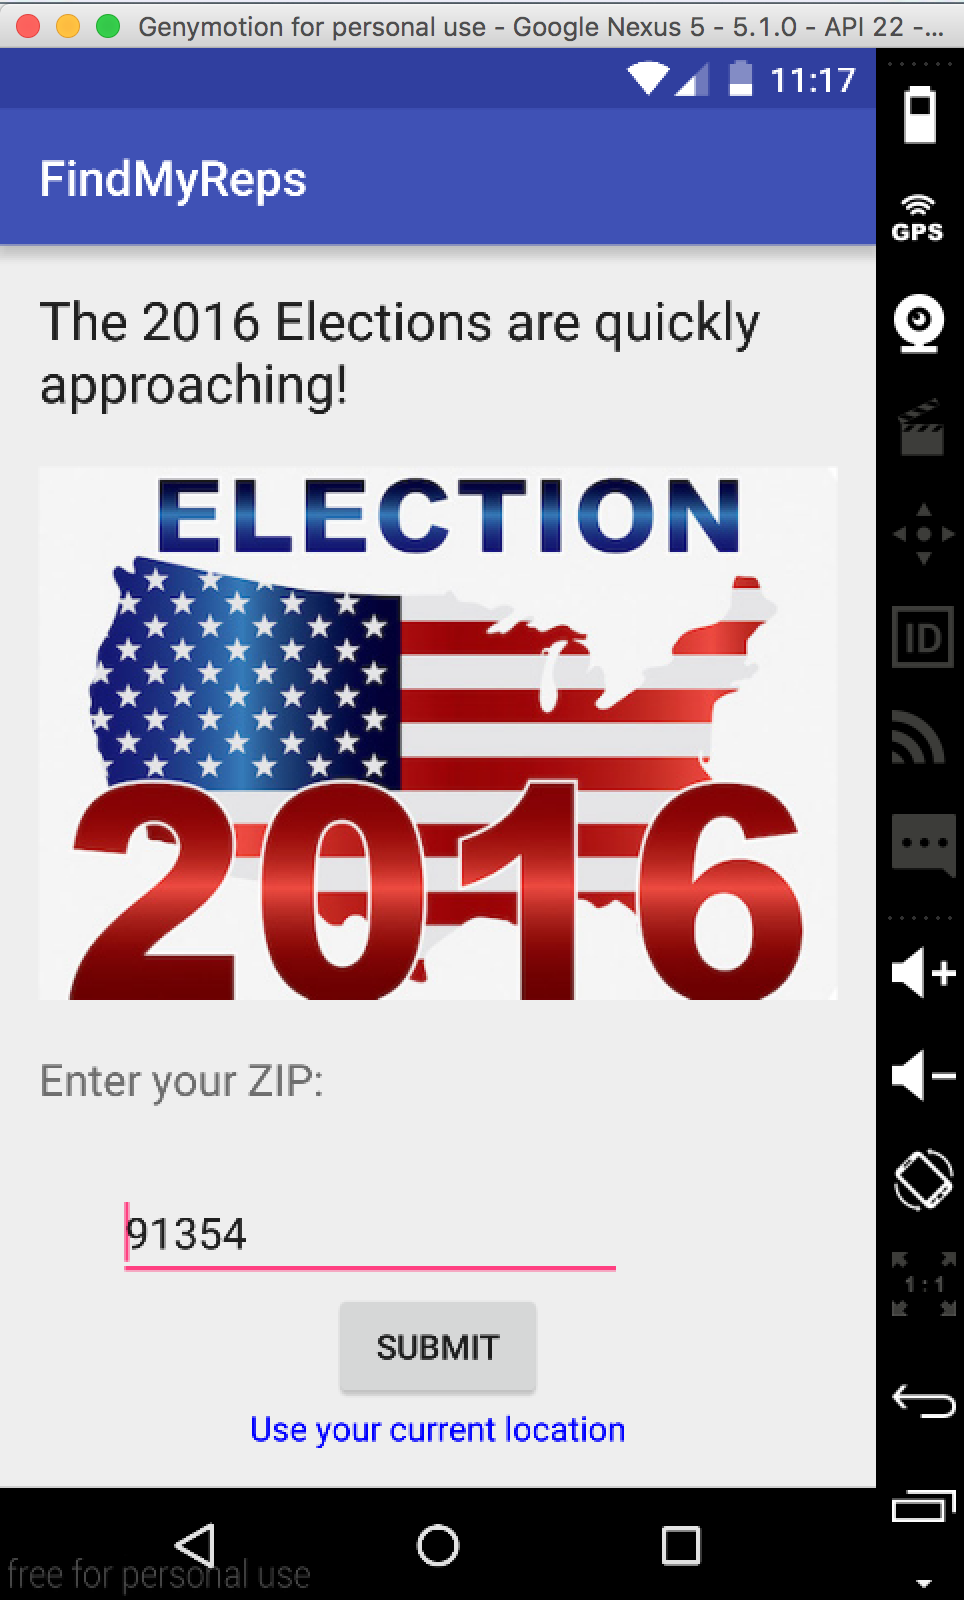 Genymotion for personal use - Google Nexus 5 - 5.1.0 - API 22 -...
11:17
FindMyReps
GPS
The 2016 Elections are quickly
approaching!
ELECTION
2016
ID
Enter your ZIP:
91354
1:1
SUBMIT
Use your current location
free for personal use